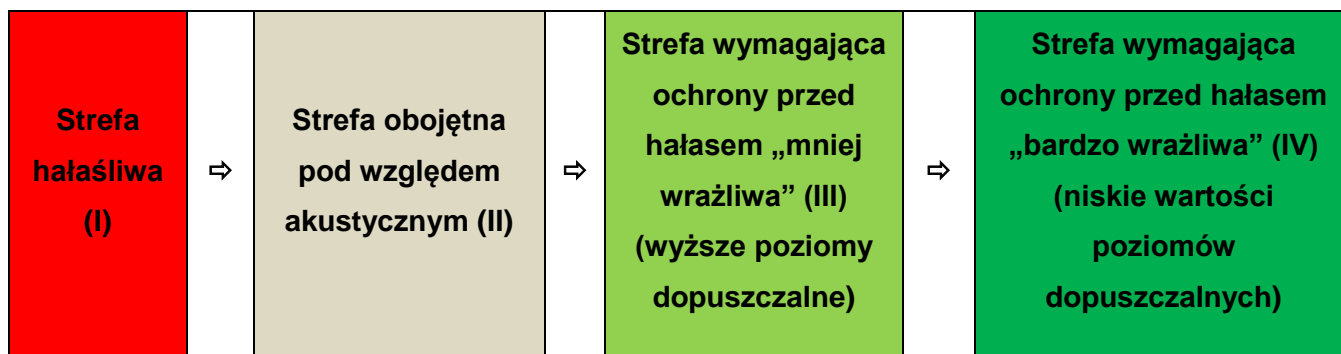 Strefa
hałaśliwa
(I)
⇨
Strefa obojętna
pod względem
akustycznym (II)
⇨
Strefa wymagająca
ochrony przed
hałasem „mniej
wrażliwa” (III)
(wyższe poziomy
dopuszczalne)
⇨
Strefa wymagająca
ochrony przed hałasem
„bardzo wrażliwa” (IV)
(niskie wartości
poziomów
dopuszczalnych)